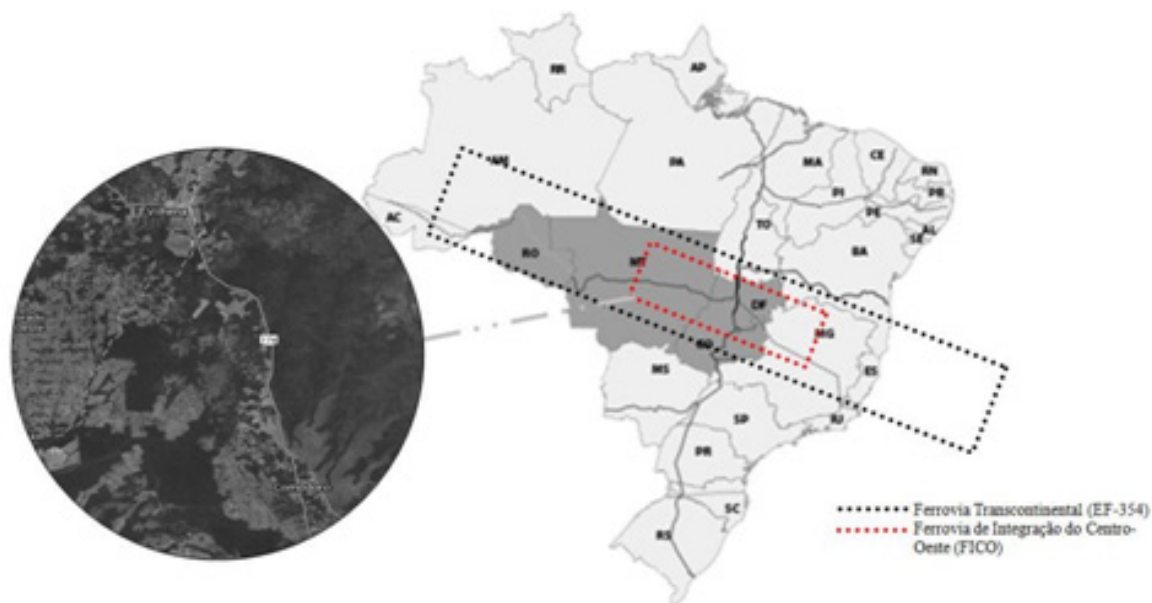 RR
AP
AM
PA
MA
CE
RN
PI
PB
PE
AC
AL
SE
TO
RO
BA
MT
DF
GO
MG
MS
ES
SP
RJ
PR
SC
RS
Ferrovia Transcontinental (EF-354)
Ferrovia de Integração do Centro-
Oeste (FICO)